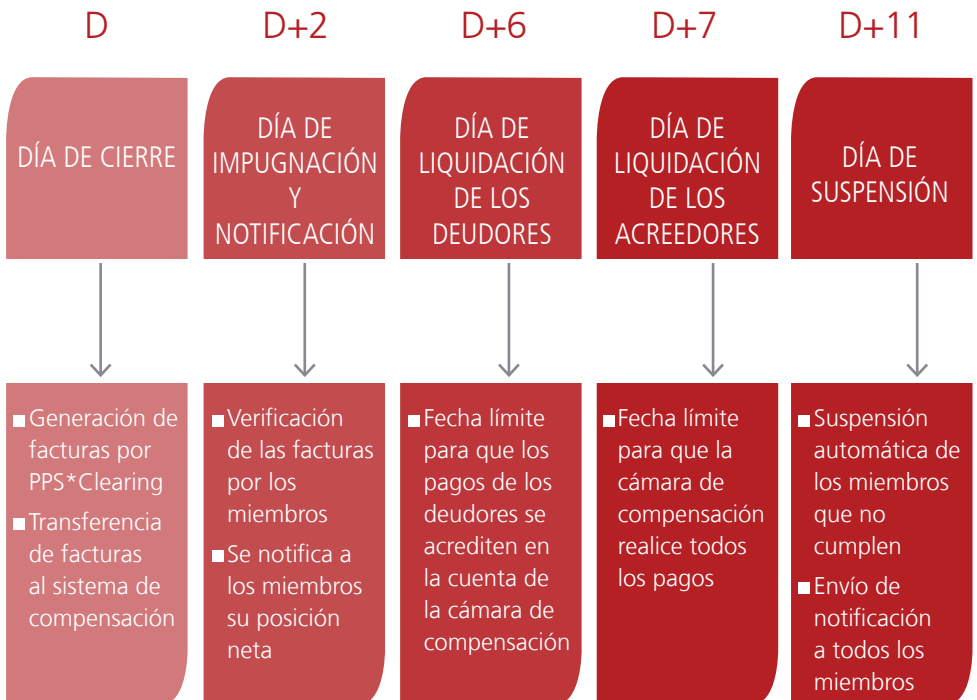 D
DÍA DE CIERRE
■ Generación de
facturas por
PPS*Clearing
■ Transferencia
de facturas
al sistema de
compensación
D+2
DÍA DE
IMPUGNACIÓN
Y
NOTIFICACIÓN
■ Verificación
de las facturas
por los
miembros
■ Se notifica a
los miembros
su posición
neta
D+6
DÍA DE
LIQUIDACIÓN
DE LOS
DEUDORES
■ Fecha límite
para que los
pagos de los
deudores se
acrediten en
la cuenta de
la cámara de
compensación
D+7
DÍA DE
LIQUIDACIÓN
DE LOS
ACREEDORES
■ Fecha límite
para que la
cámara de
compensación
realice todos
los pagos
D+11
DÍA DE
SUSPENSIÓN
■ Suspensión
automática de
los miembros
que no
cumplen
■ Envío de
notificación
a todos los
miembros